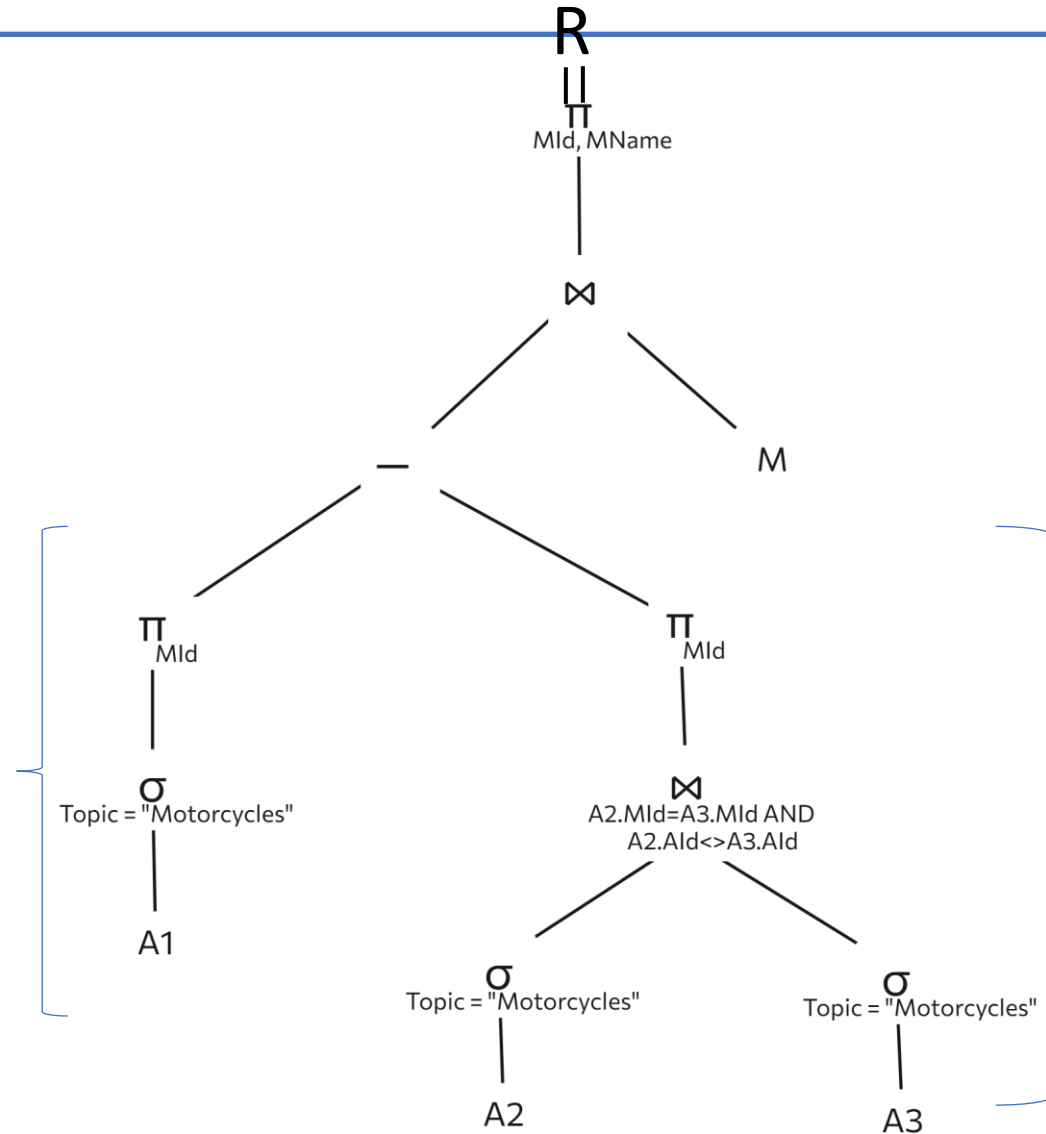 R
||
π
MId, MName
⋈
—
M
π
MId
π
MId
σ
Topic = "Motorcycles"
⋈
A2.MId=A3.MId AND
A2.AId<>A3.AId
A1
σ
Topic = "Motorcycles"
σ
Topic = "Motorcycles"
A2
A3